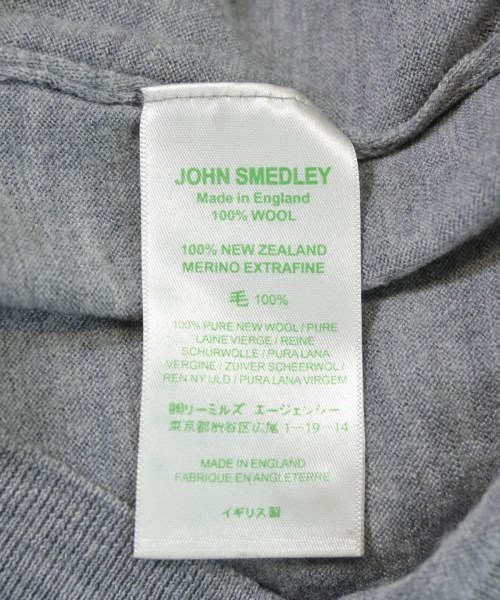 JOHN SMEDLEY
Made in England
100% WOOL
100% NEW ZEALAND
MERINO EXTRAFINE
毛 100%
100% PURE NEW WOOL / PURE
LAINE VIERGE / REINE
SCHURWOLLE / PURA LANA
VERGINE / ZUIVER SCHEERWOL /
REN NY ULD / PURA LANA VIRGEM
㈱リーミルズ エージェンシー
東京都渋谷区広尾 1-19-14
MADE IN ENGLAND
FABRIQUE EN ANGLETERRE
イギリス製